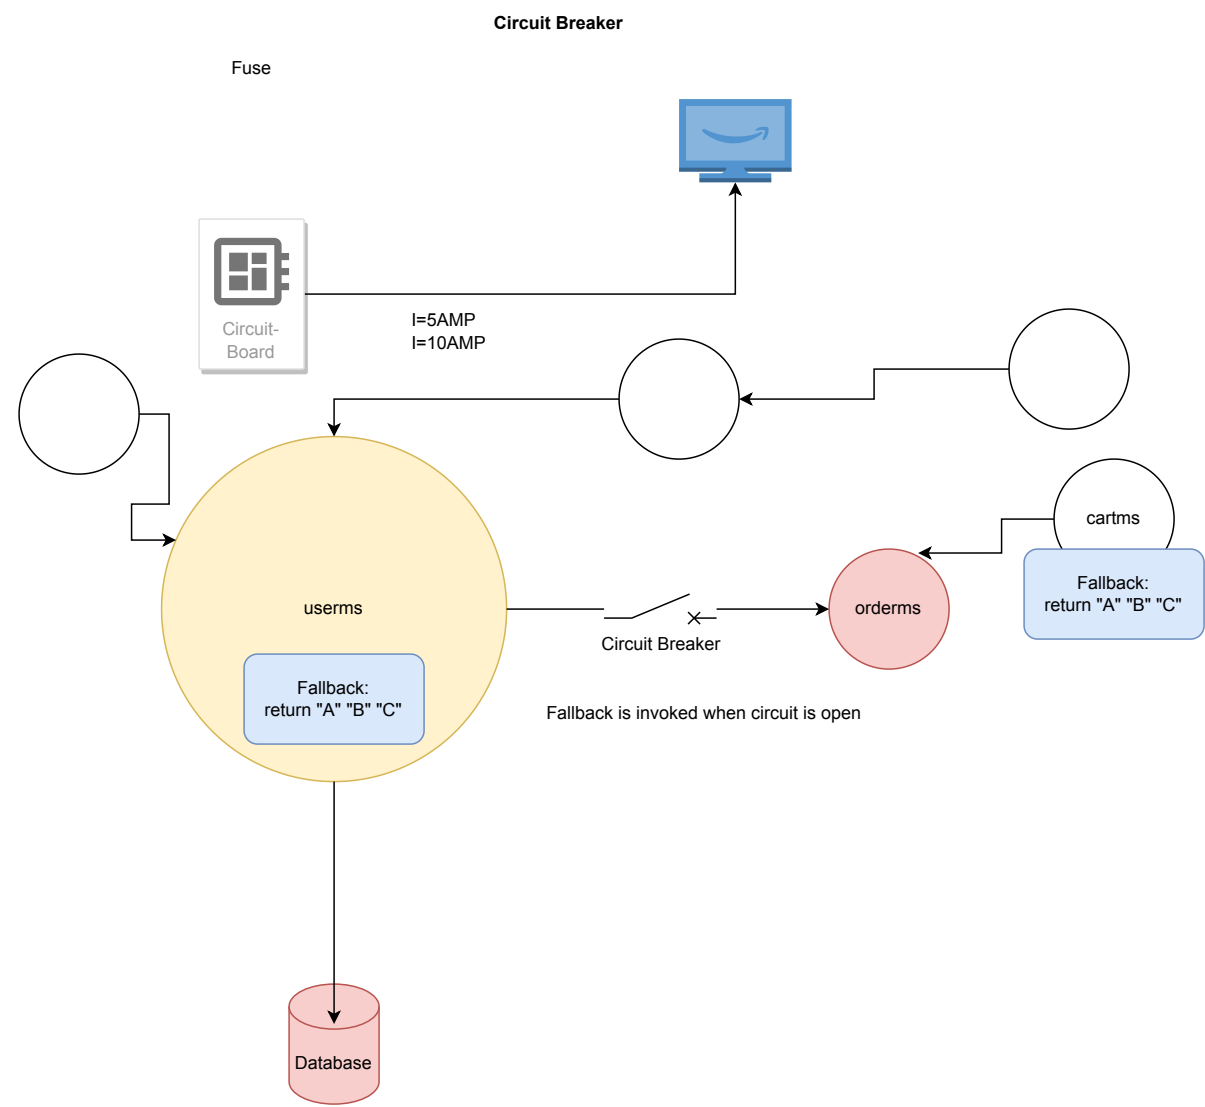 Circuit Breaker
Fuse
Circuit-
Board
I=5AMP
I=10AMP
cartms
Fallback:
return "A" "B" "C"
userms
orderms
Circuit Breaker
Fallback:
return "A" "B" "C"
Fallback is invoked when circuit is open
Database